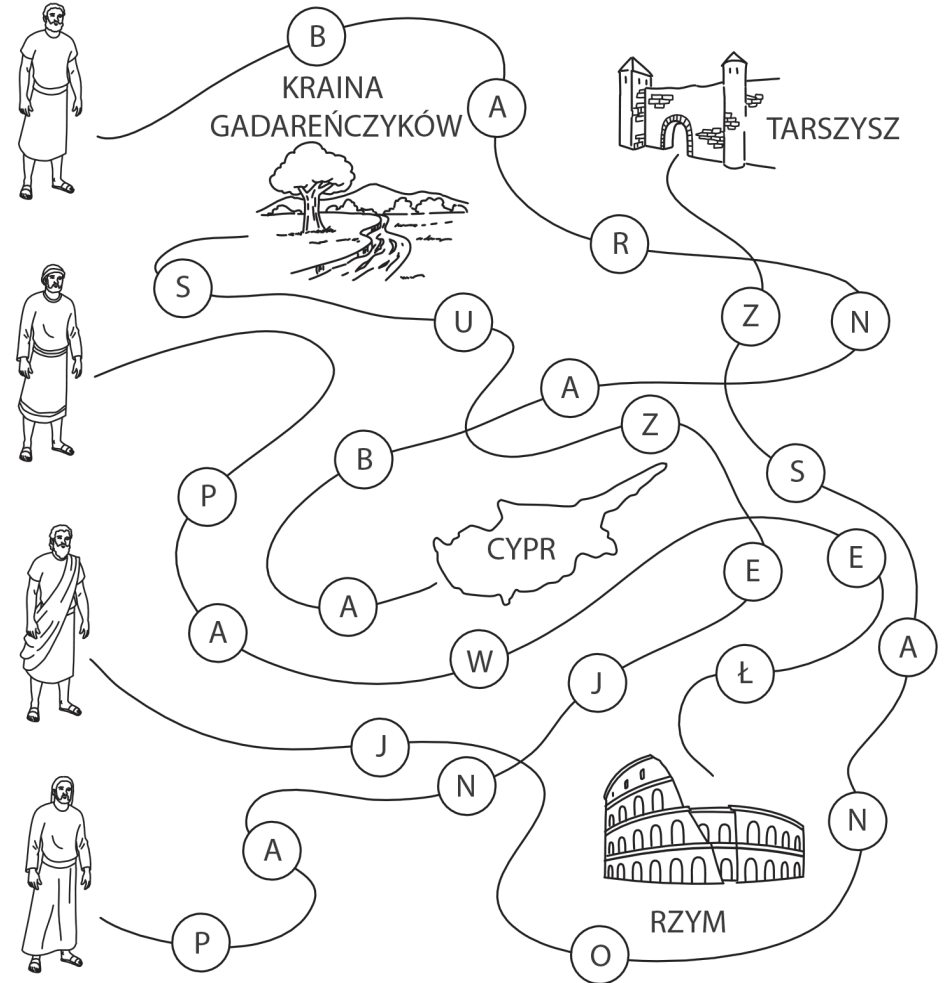 B
KRAINA
GADAREŃCZYKÓW
A
TARSZYSZ
R
S
U
Z
N
A
Z
B
P
S
CYPR
E
E
A
A
W
A
J
Ł
J
N
A
N
RZYM
P
O